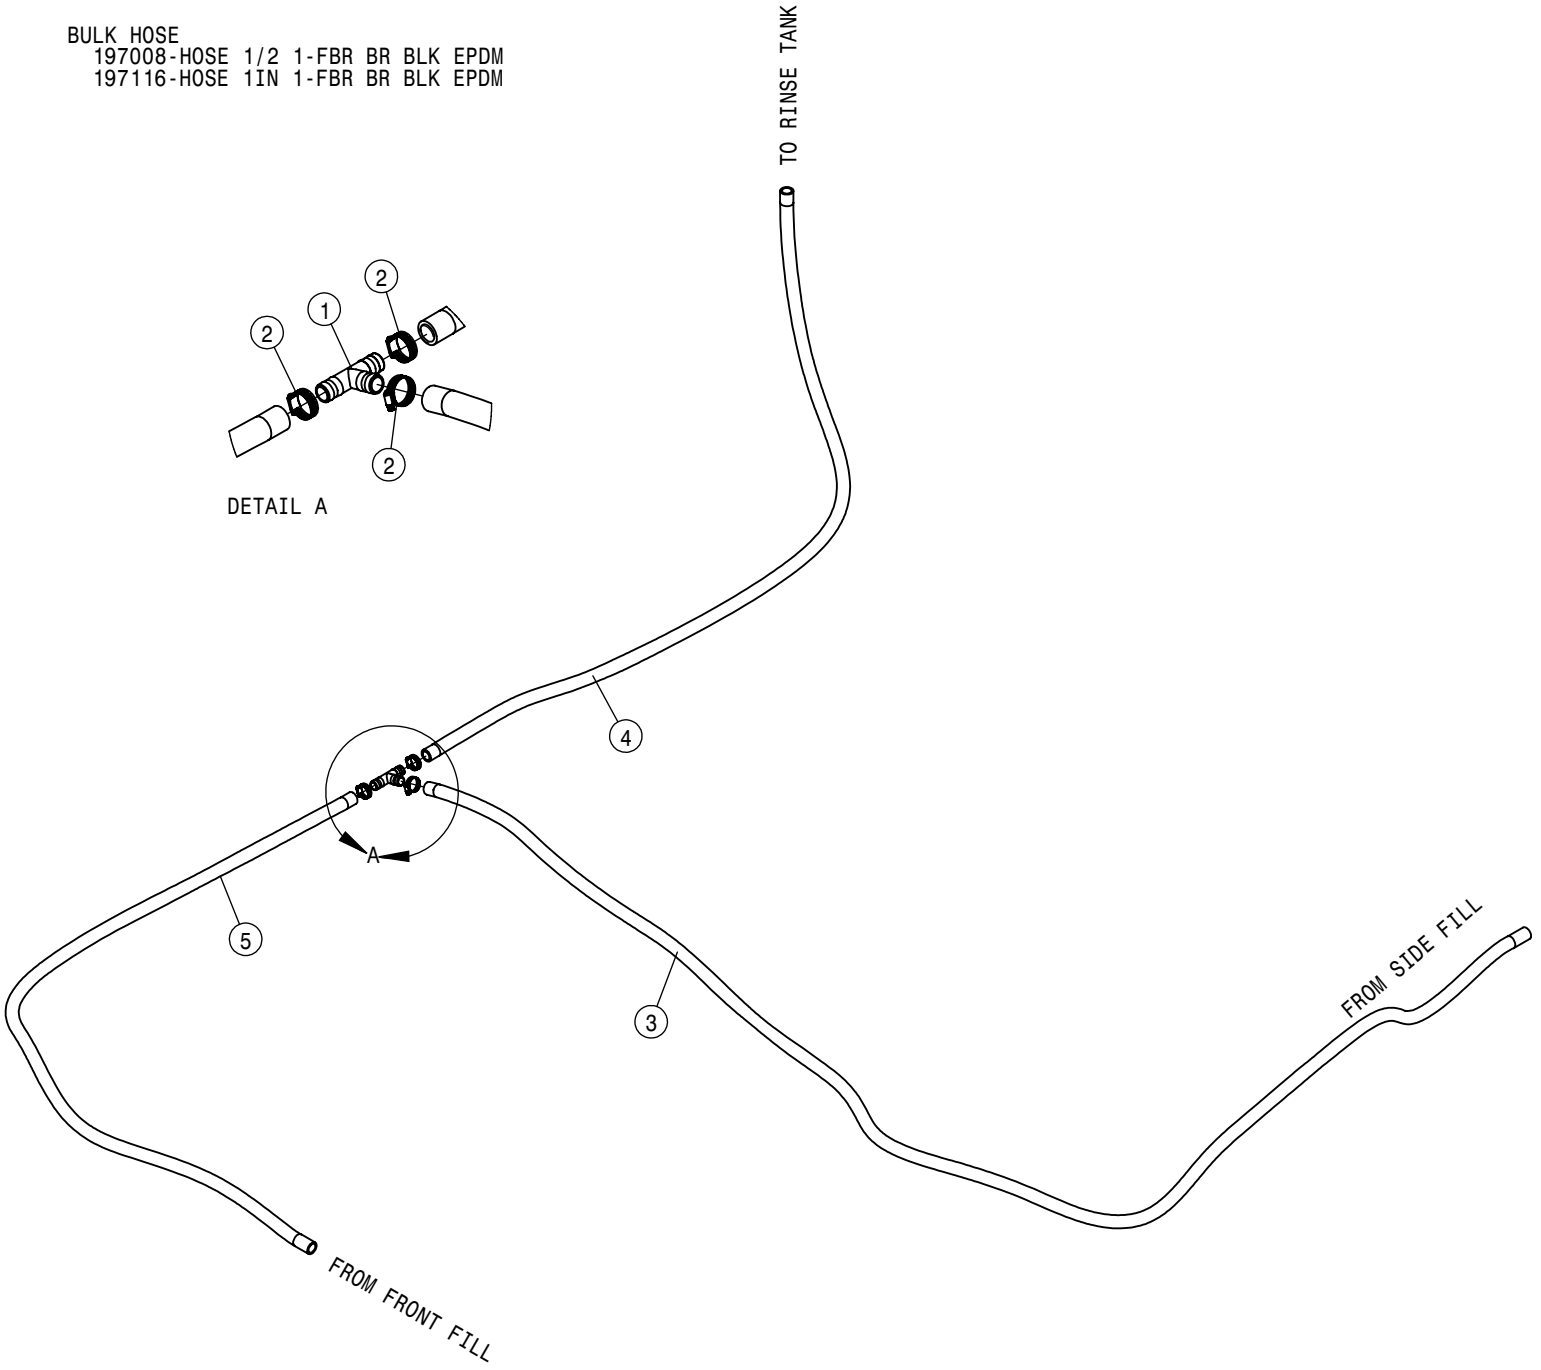 BULK HOSE
197008-HOSE 1/2 1-FBR BR BLK EPDM
197116-HOSE 1IN 1-FBR BR BLK EPDM
TO RINSE TANK
2
1
2
2
DETAIL A
4
A
5
3
FROM SIDE FILL
FROM FRONT FILL